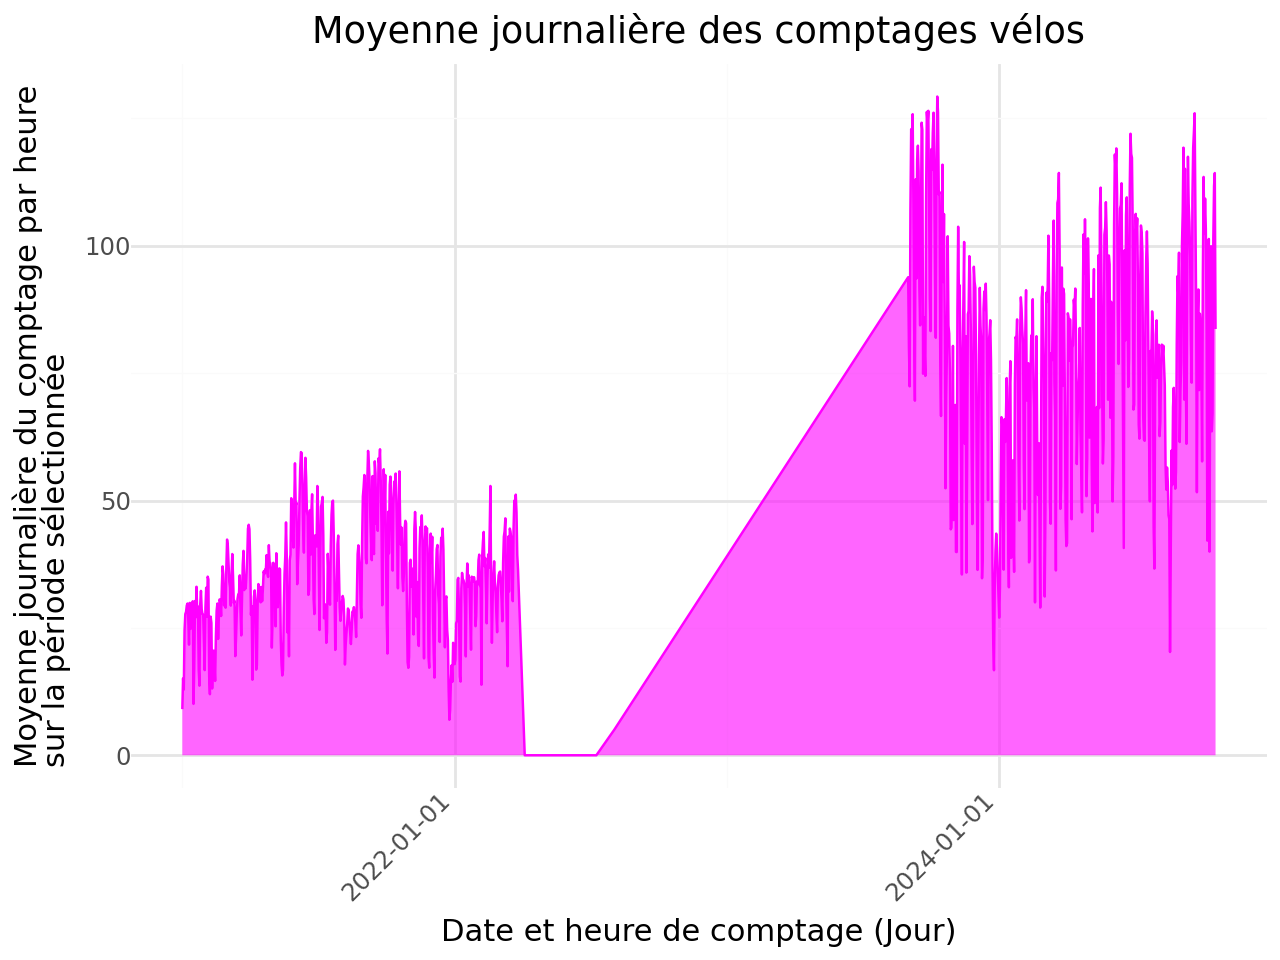 Moyenne journalière des comptages vélos
Moyenne journalière du comptage par heure
sur la période sélectionnée
100
50
0
2022-01-01
2024-01-01
Date et heure de comptage (Jour)